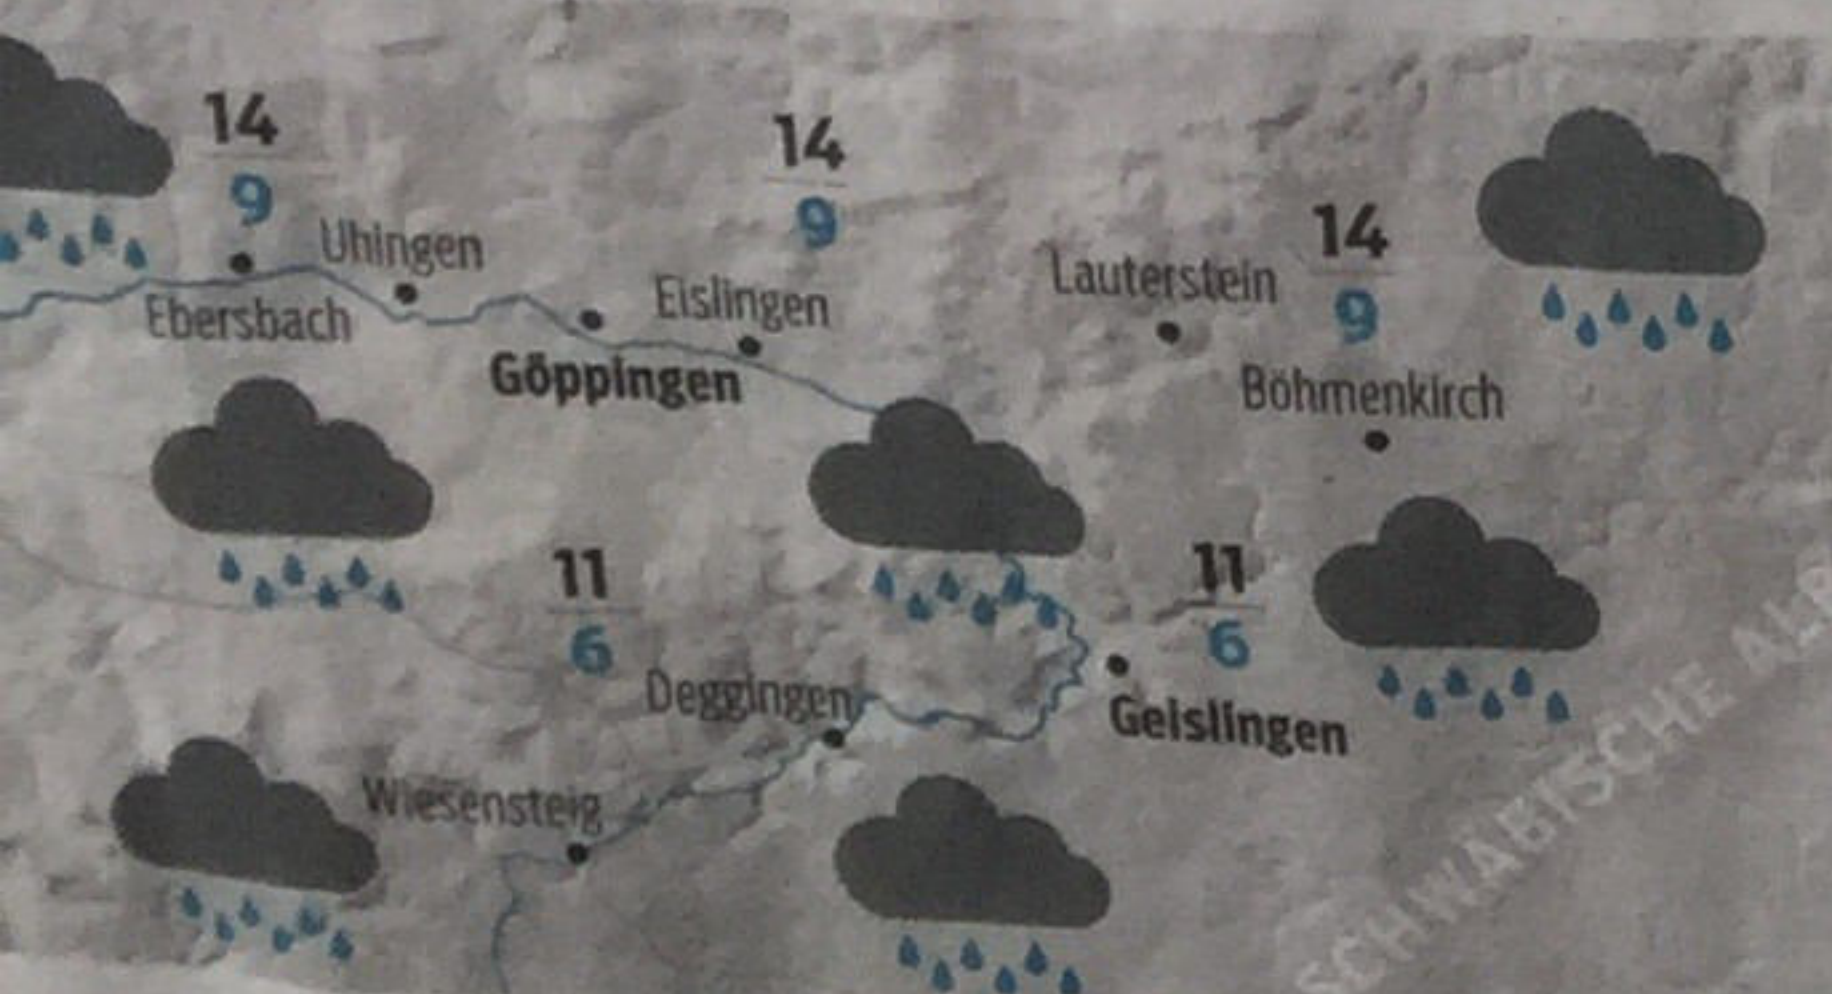 14
9
14
9
14
9
Uhingen
Lauterstein
Eislingen
Ebersbach
Göppingen
Böhmenkirch
11
6
11
6
Deggingen
Geislingen
Wiesensteig
SCHWÄBISCHE ALB